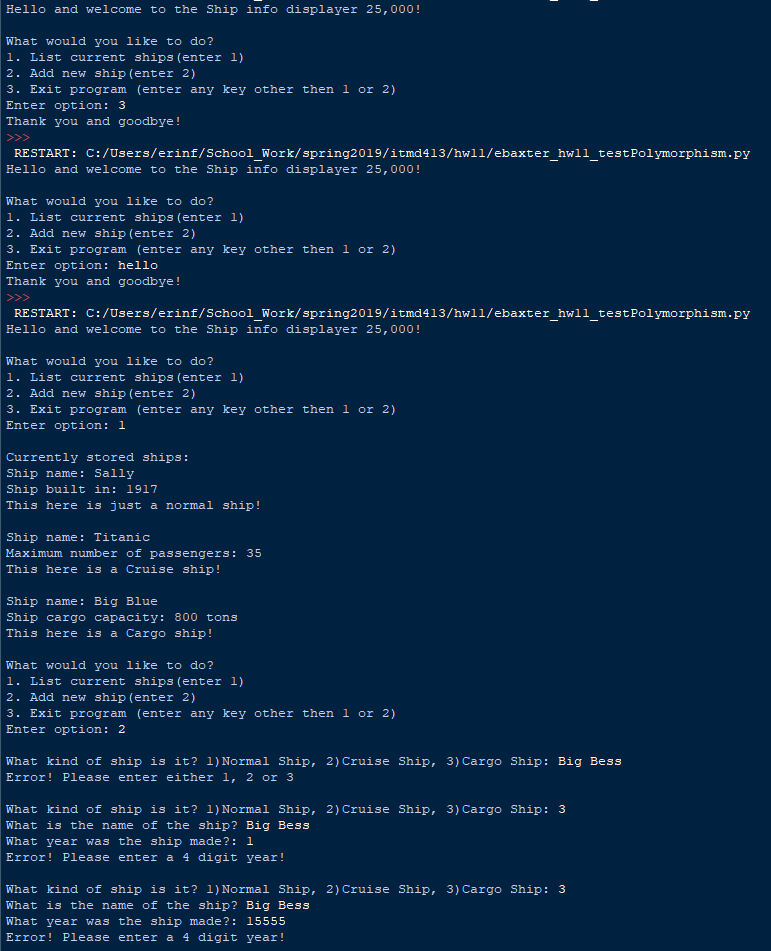 Hello and welcome to the Ship info displayer 25,000!
What would you like to do?
1. List current ships(enter 1)
2. Add new ship(enter 2)
3. Exit program (enter any key other then 1 or 2)
Enter option: 3
Thank you and goodbye!
>>>
RESTART: C:/Users/erinf/School_Work/spring2019/itmd413/hw11/ebaxter_hw11_testPolymorphism.py
Hello and welcome to the Ship info displayer 25,000!
What would you like to do?
1. List current ships(enter 1)
2. Add new ship(enter 2)
3. Exit program (enter any key other then 1 or 2)
Enter option: hello
Thank you and goodbye!
>>>
RESTART: C:/Users/erinf/School_Work/spring2019/itmd413/hw11/ebaxter_hw11_testPolymorphism.py
Hello and welcome to the Ship info displayer 25,000!
What would you like to do?
1. List current ships(enter 1)
2. Add new ship(enter 2)
3. Exit program (enter any key other then 1 or 2)
Enter option: 1
Currently stored ships:
Ship name: Sally
Ship built in: 1917
This here is just a normal ship!
Ship name: Titanic
Maximum number of passengers: 35
This here is a Cruise ship!
Ship name: Big Blue
Ship cargo capacity: 800 tons
This here is a Cargo ship!
What would you like to do?
1. List current ships(enter 1)
2. Add new ship(enter 2)
3. Exit program (enter any key other then 1 or 2)
Enter option: 2
What kind of ship is it? 1)Normal Ship, 2)Cruise Ship, 3)Cargo Ship: Big Bess
Error! Please enter either 1, 2 or 3
What kind of ship is it? 1)Normal Ship, 2)Cruise Ship, 3)Cargo Ship: 3
What is the name of the ship? Big Bess
What year was the ship made?: 1
Error! Please enter a 4 digit year!
What kind of ship is it? 1)Normal Ship, 2)Cruise Ship, 3)Cargo Ship: 3
What is the name of the ship? Big Bess
What year was the ship made?: 15555
Error! Please enter a 4 digit year!